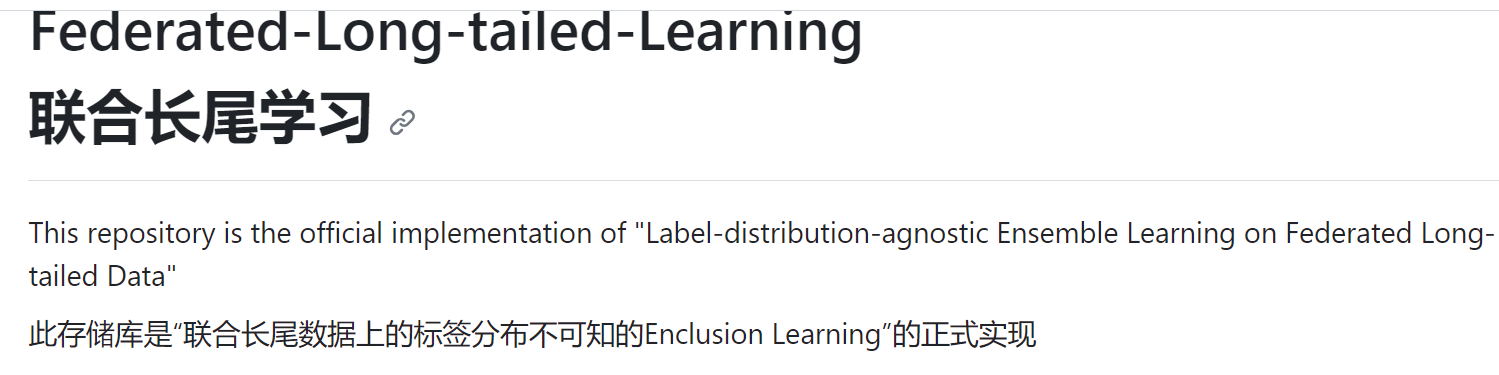 Federated-Long-tailed-Learning
联合长尾学习
This repository is the official implementation of "Label-distribution-agnostic Ensemble Learning on Federated Long-
tailed Data"
此存储库是“联合长尾数据上的标签分布不可知的Enclusion Learning”的正式实现